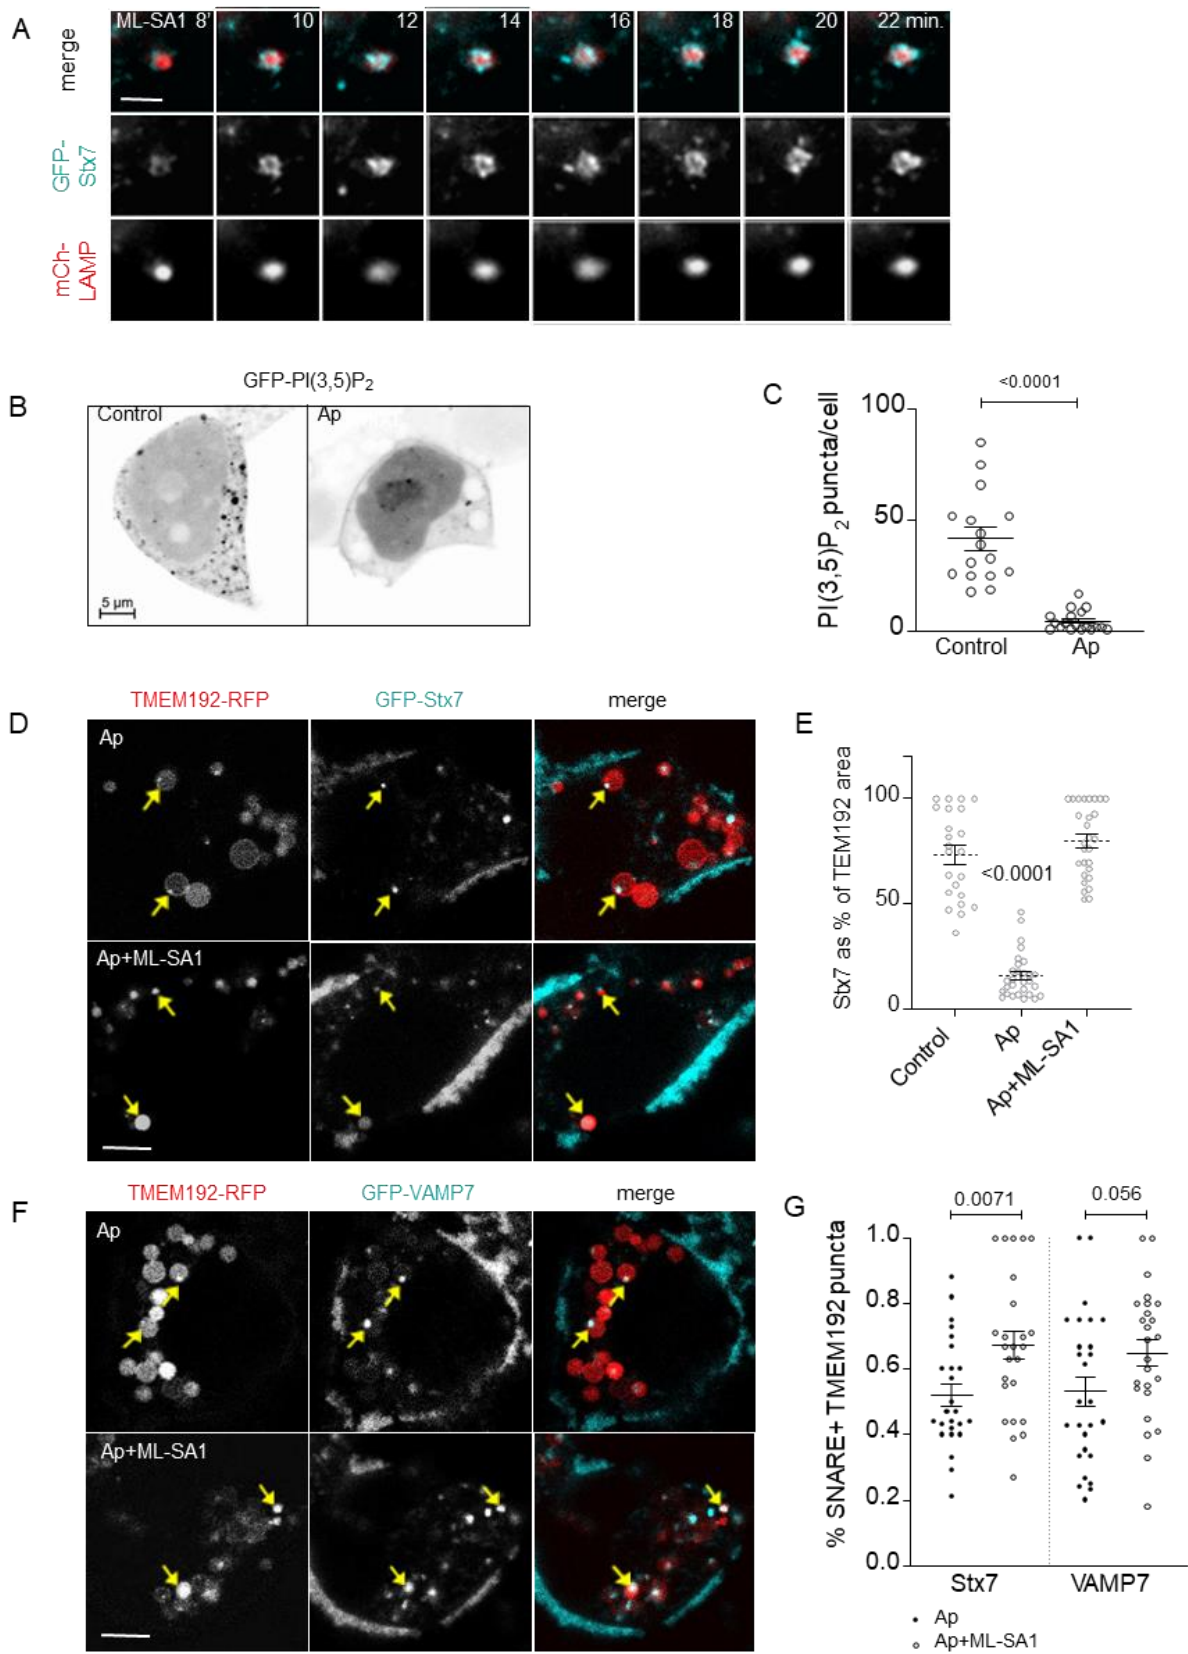 A
ML-SA1 8' 10 12 14 16 18 20 22 min.
merge
GFP-
Stx7
mCh-
LAMP
B
GFP-PI(3,5)P₂
Control
Ap
5 µm
C
<0.0001
PI(3,5)P₂ puncta/cell
100
50
0
Control Ap
D
TMEM192-RFP GFP-Stx7 merge
Ap
Ap+ML-SA1
E
Stx7 as % of TEM192 area
100
<0.0001
50
0
Control
Ap
Ap+ML-SA1
F
TMEM192-RFP GFP-VAMP7 merge
Ap
Ap+ML-SA1
G
0.0071 0.056
% SNARE+ TMEM192 puncta
1.0
0.8
0.6
0.4
0.2
0.0
Stx7 VAMP7
Ap
Ap+ML-SA1